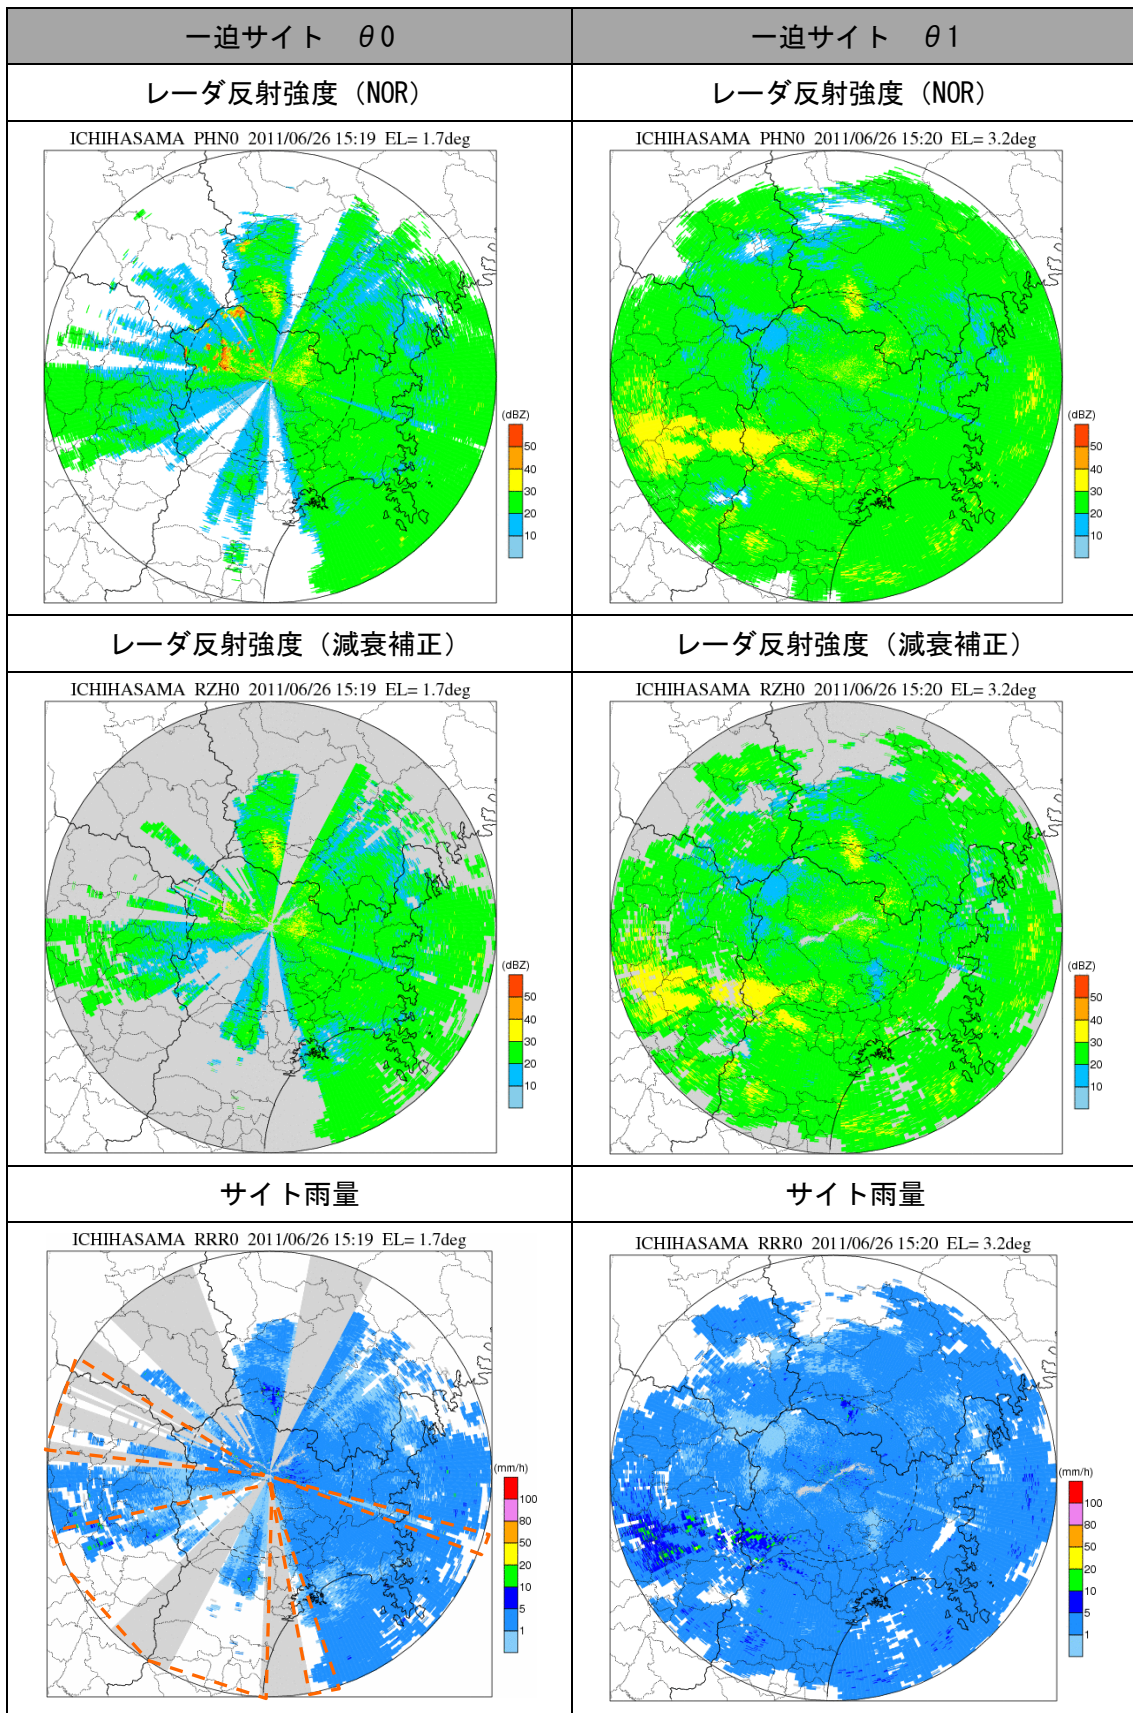 一迫サイト　θ0
一迫サイト　θ1
レーダ反射強度（NOR）
レーダ反射強度（NOR）
ICHIHASAMA PHN0 2011/06/26 15:19 EL= 1.7deg
(dBZ)
50
40
30
20
10
ICHIHASAMA PHN0 2011/06/26 15:20 EL= 3.2deg
(dBZ)
50
40
30
20
10
レーダ反射強度（減衰補正）
レーダ反射強度（減衰補正）
ICHIHASAMA RZH0 2011/06/26 15:19 EL= 1.7deg
(dBZ)
50
40
30
20
10
ICHIHASAMA RZH0 2011/06/26 15:20 EL= 3.2deg
(dBZ)
50
40
30
20
10
サイト雨量
サイト雨量
ICHIHASAMA RRR0 2011/06/26 15:19 EL= 1.7deg
(mm/h)
100
80
50
20
10
5
1
ICHIHASAMA RRR0 2011/06/26 15:20 EL= 3.2deg
(mm/h)
100
80
50
20
10
5
1